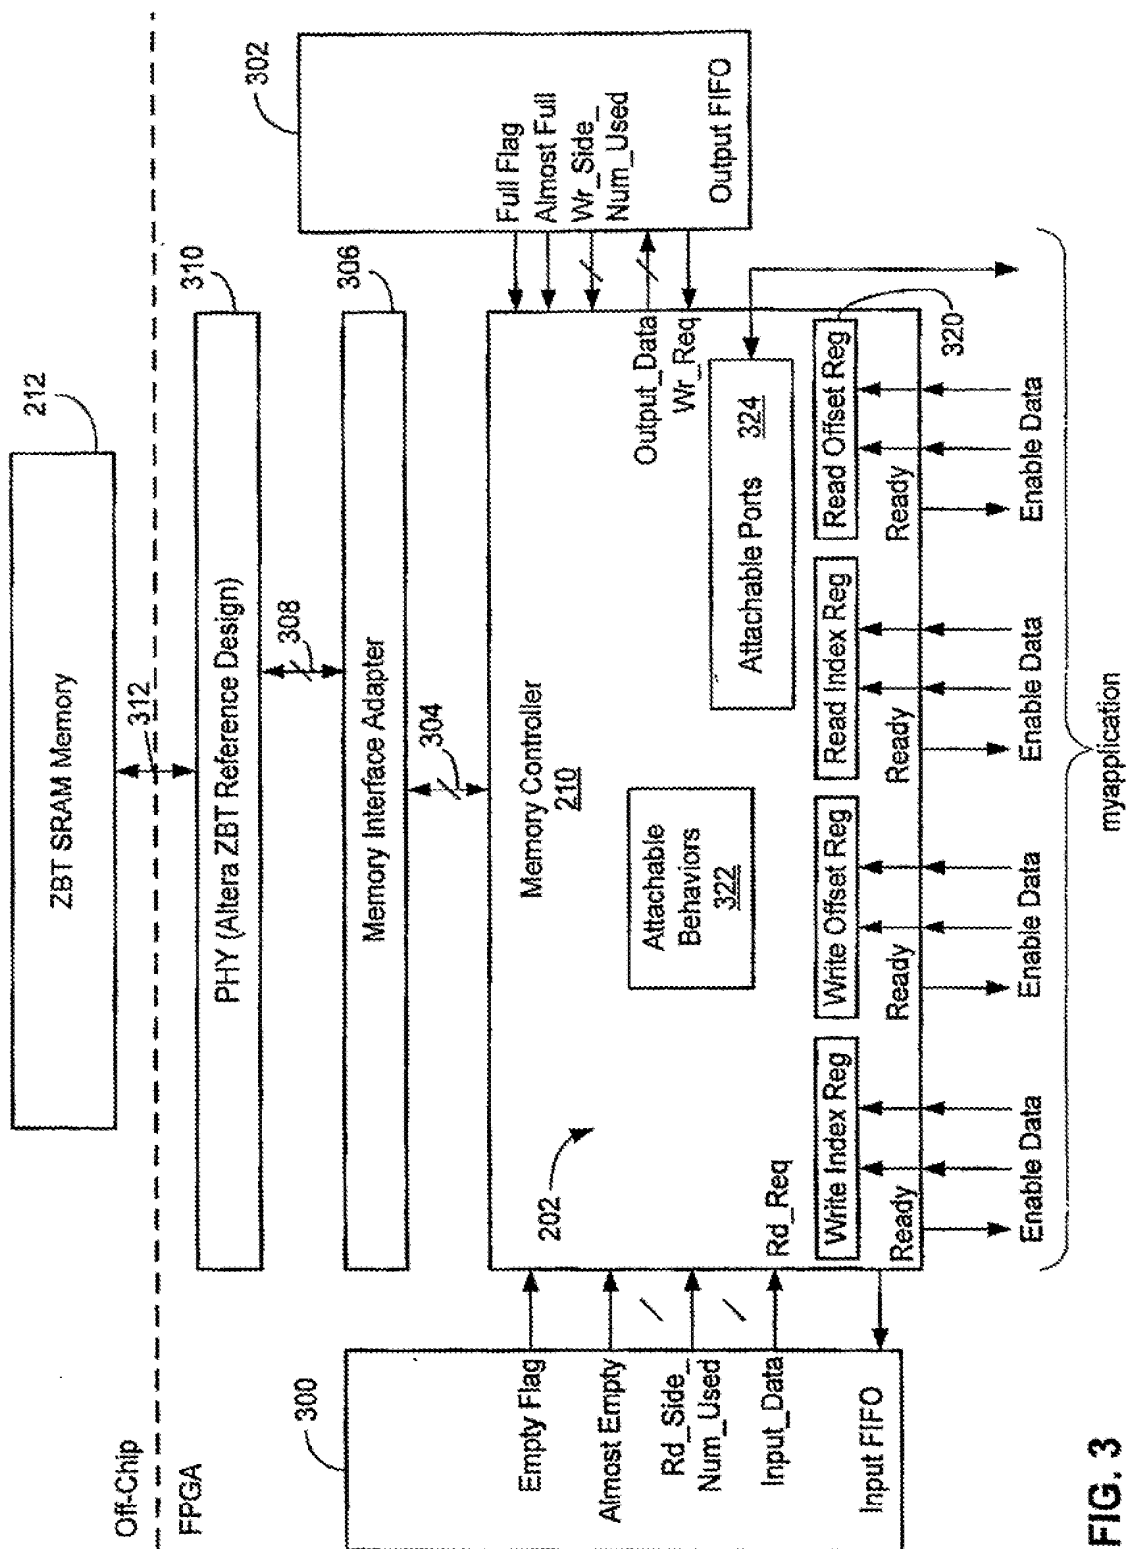 Off-Chip
FPGA
ZBT SRAM Memory
212
312
PHY (Altera ZBT Reference Design)
310
308
Memory Interface Adapter
306
304
300
Empty Flag
Almost Empty
Rd_Side_
Num_Used
Input_Data
Input FIFO
302
Full Flag
Almost Full
Wr_Side_
Num_Used
Output FIFO
Memory Controller
210
202
Attachable
Behaviors
322
Output_Data
Wr_Req
Attachable Ports
324
Rd_Req
Write Index Reg
Write Offset Reg
Read Index Reg
Read Offset Reg
320
Ready
Ready
Ready
Ready
Enable Data
Enable Data
Enable Data
Enable Data
myapplication
FIG. 3